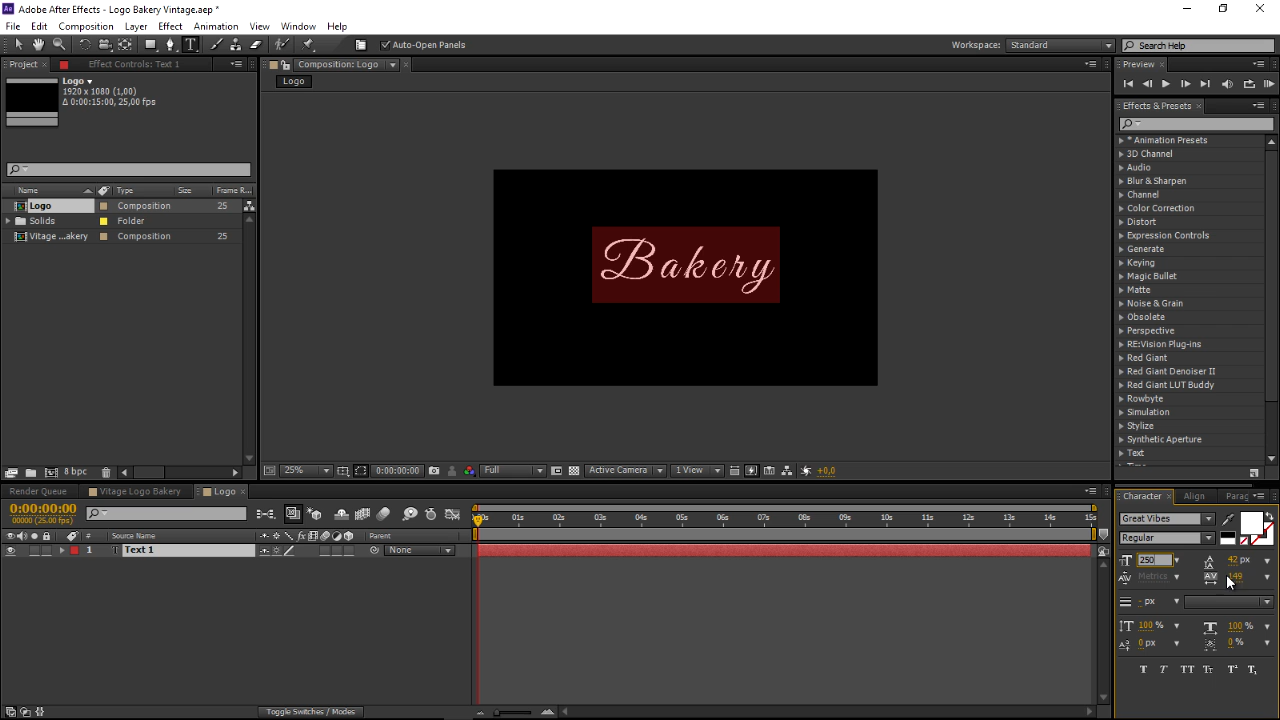 Adobe After Effects - Logo Bakery Vintage.aep *
File Edit Composition Layer Effect Animation View Window Help
Auto-Open Panels
Workspace: Standard
Search Help
Project
Effect Controls: Text 1
Composition: Logo
Preview
Logo
1920 x 1080 (1,00)
Δ 0:00:15:00, 25,00 fps
Logo
Effects & Presets
* Animation Presets
3D Channel
Audio
Blur & Sharpen
Channel
Color Correction
Distort
Expression Controls
Generate
Keying
Magic Bullet
Matte
Noise & Grain
Obsolete
Perspective
RE:Vision Plug-ins
Red Giant
Red Giant Denoiser II
Red Giant LUT Buddy
Rowbyte
Simulation
Stylize
Synthetic Aperture
Text
Name Type Size Frame R...
Logo Composition 25
Solids Folder
Vitage ...akery Composition 25
Bakery
8 bpc
25% 0:00:00:00 Full Active Camera 1 View +0,0
Render Queue Vitage Logo Bakery Logo
0:00:00:00
00000 (25.00 fps)
01s 02s 03s 04s 05s 06s 07s 08s 09s 10s 11s 12s 13s 14s 15s
# Source Name Parent
1 T Text 1 None
Toggle Switches / Modes
Character Align Parag
Great Vibes
Regular
250 42 px
Metrics 149
- px
100 % 100 %
0 px 0 %
T T TT Tt T¹ T₁